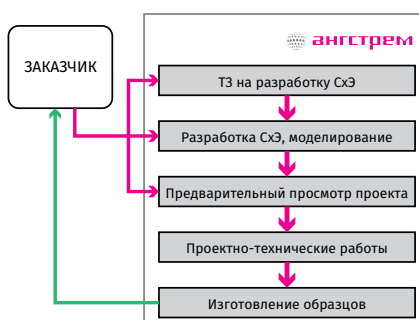 ангстрем
ЗАКАЗЧИК
ТЗ на разработку СхЭ
Разработка СхЭ, моделирование
Предварительный просмотр проекта
Проектно-технические работы
Изготовление образцов